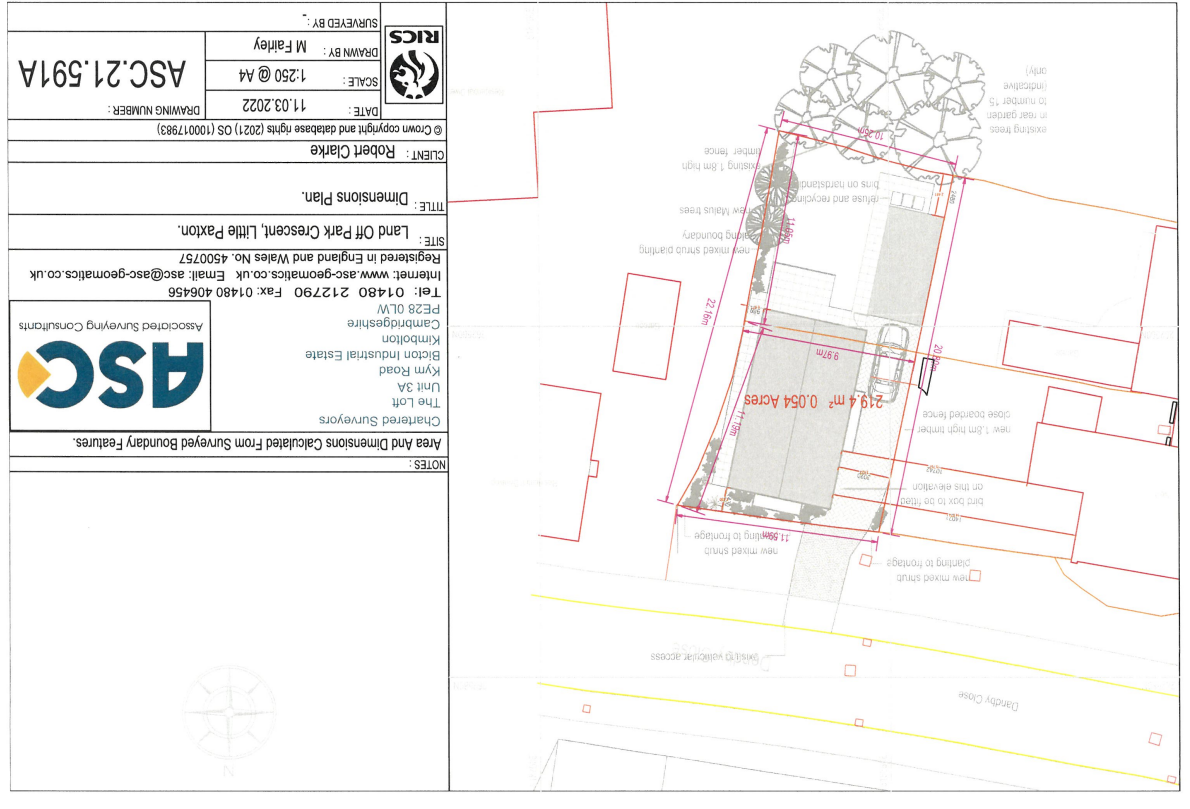 N
NOTES :
Area And Dimensions Calculated From Surveyed Boundary Features.
ASC
Associated Surveying Consultants
Chartered Surveyors
The Loft
Unit 3A
Kym Road
Bicton Industrial Estate
Kimbolton
Cambridgeshire
PE28 0LW
Tel: 01480 212790 Fax: 01480 406456
Internet: www.asc-geomatics.co.uk Email: asc@asc-geomatics.co.uk
Registered in England and Wales No. 4500757
SITE :
Land Off Park Crescent, Little Paxton.
TITLE :
Dimensions Plan.
CLIENT : Robert Clarke
© Crown copyright and database rights (2021) OS (100017983)
RICS
DATE : 11.03.2022
SCALE : 1:250 @ A4
DRAWN BY : M Fairley
SURVEYED BY : -
DRAWING NUMBER :
ASC.21.591A
Dandby Close
existing vehicular access
new mixed shrub
planting to frontage
new mixed shrub
planting to frontage
11.59m
bird box to be fitted
on this elevation
new 1.8m high timber
close boarded fence
219.4 m² 0.054 Acres
11.19m
9.97m
22.16m
11.06m
10.26m
new mixed shrub planting
along boundary
new Malus trees
refuse and recycling
bins on hardstanding
existing 1.8m high
timber fence
existing trees
in rear garden
to number 15
(indicative
only)